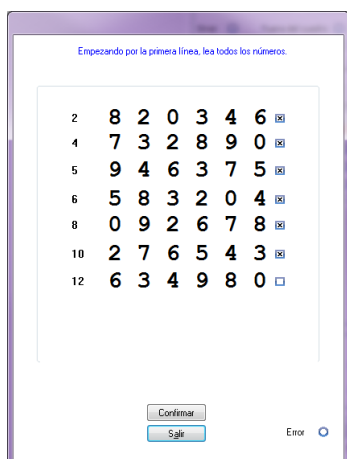 Empezando por la primera línea, lea todos los números.
2 8 2 0 3 4 6
4 7 3 2 8 9 0
5 9 4 6 3 7 5
6 5 8 3 2 0 4
8 0 9 2 6 7 8
10 2 7 6 5 4 3
12 6 3 4 9 8 0
Confirmar
Salir
Error